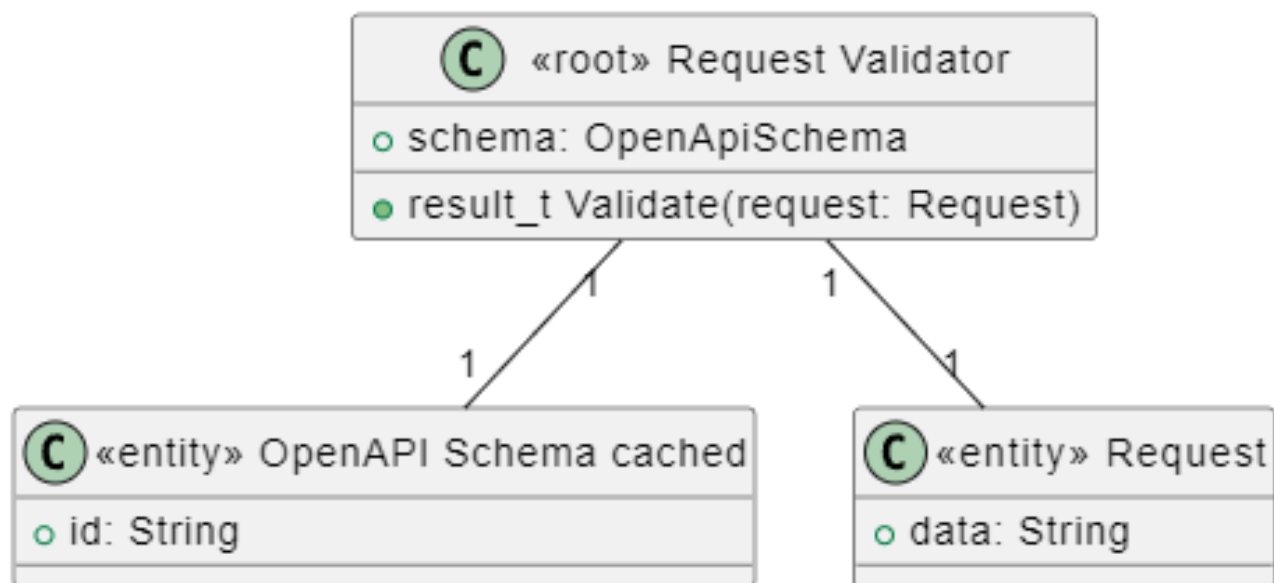 C «root» Request Validator
schema: OpenApiSchema
result_t Validate(request: Request)
1 1
1 1
C «entity» OpenAPI Schema cached
id: String
C «entity» Request
data: String